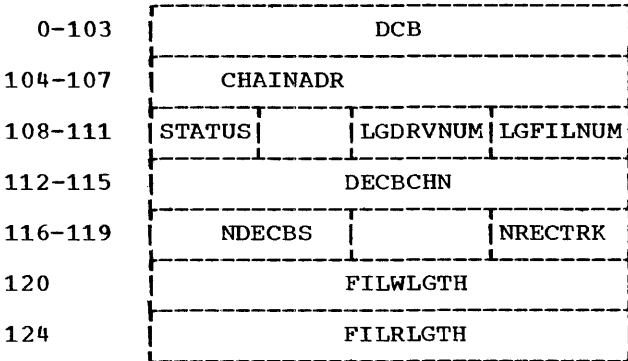 0-103 DCB
104-107 CHAINADR
108-111 STATUS LGDRVNUM LGFILNUM
112-115 DECBCHN
116-119 NDECBS NRECTRK
120 FILWLGTH
124 FILRLGTH